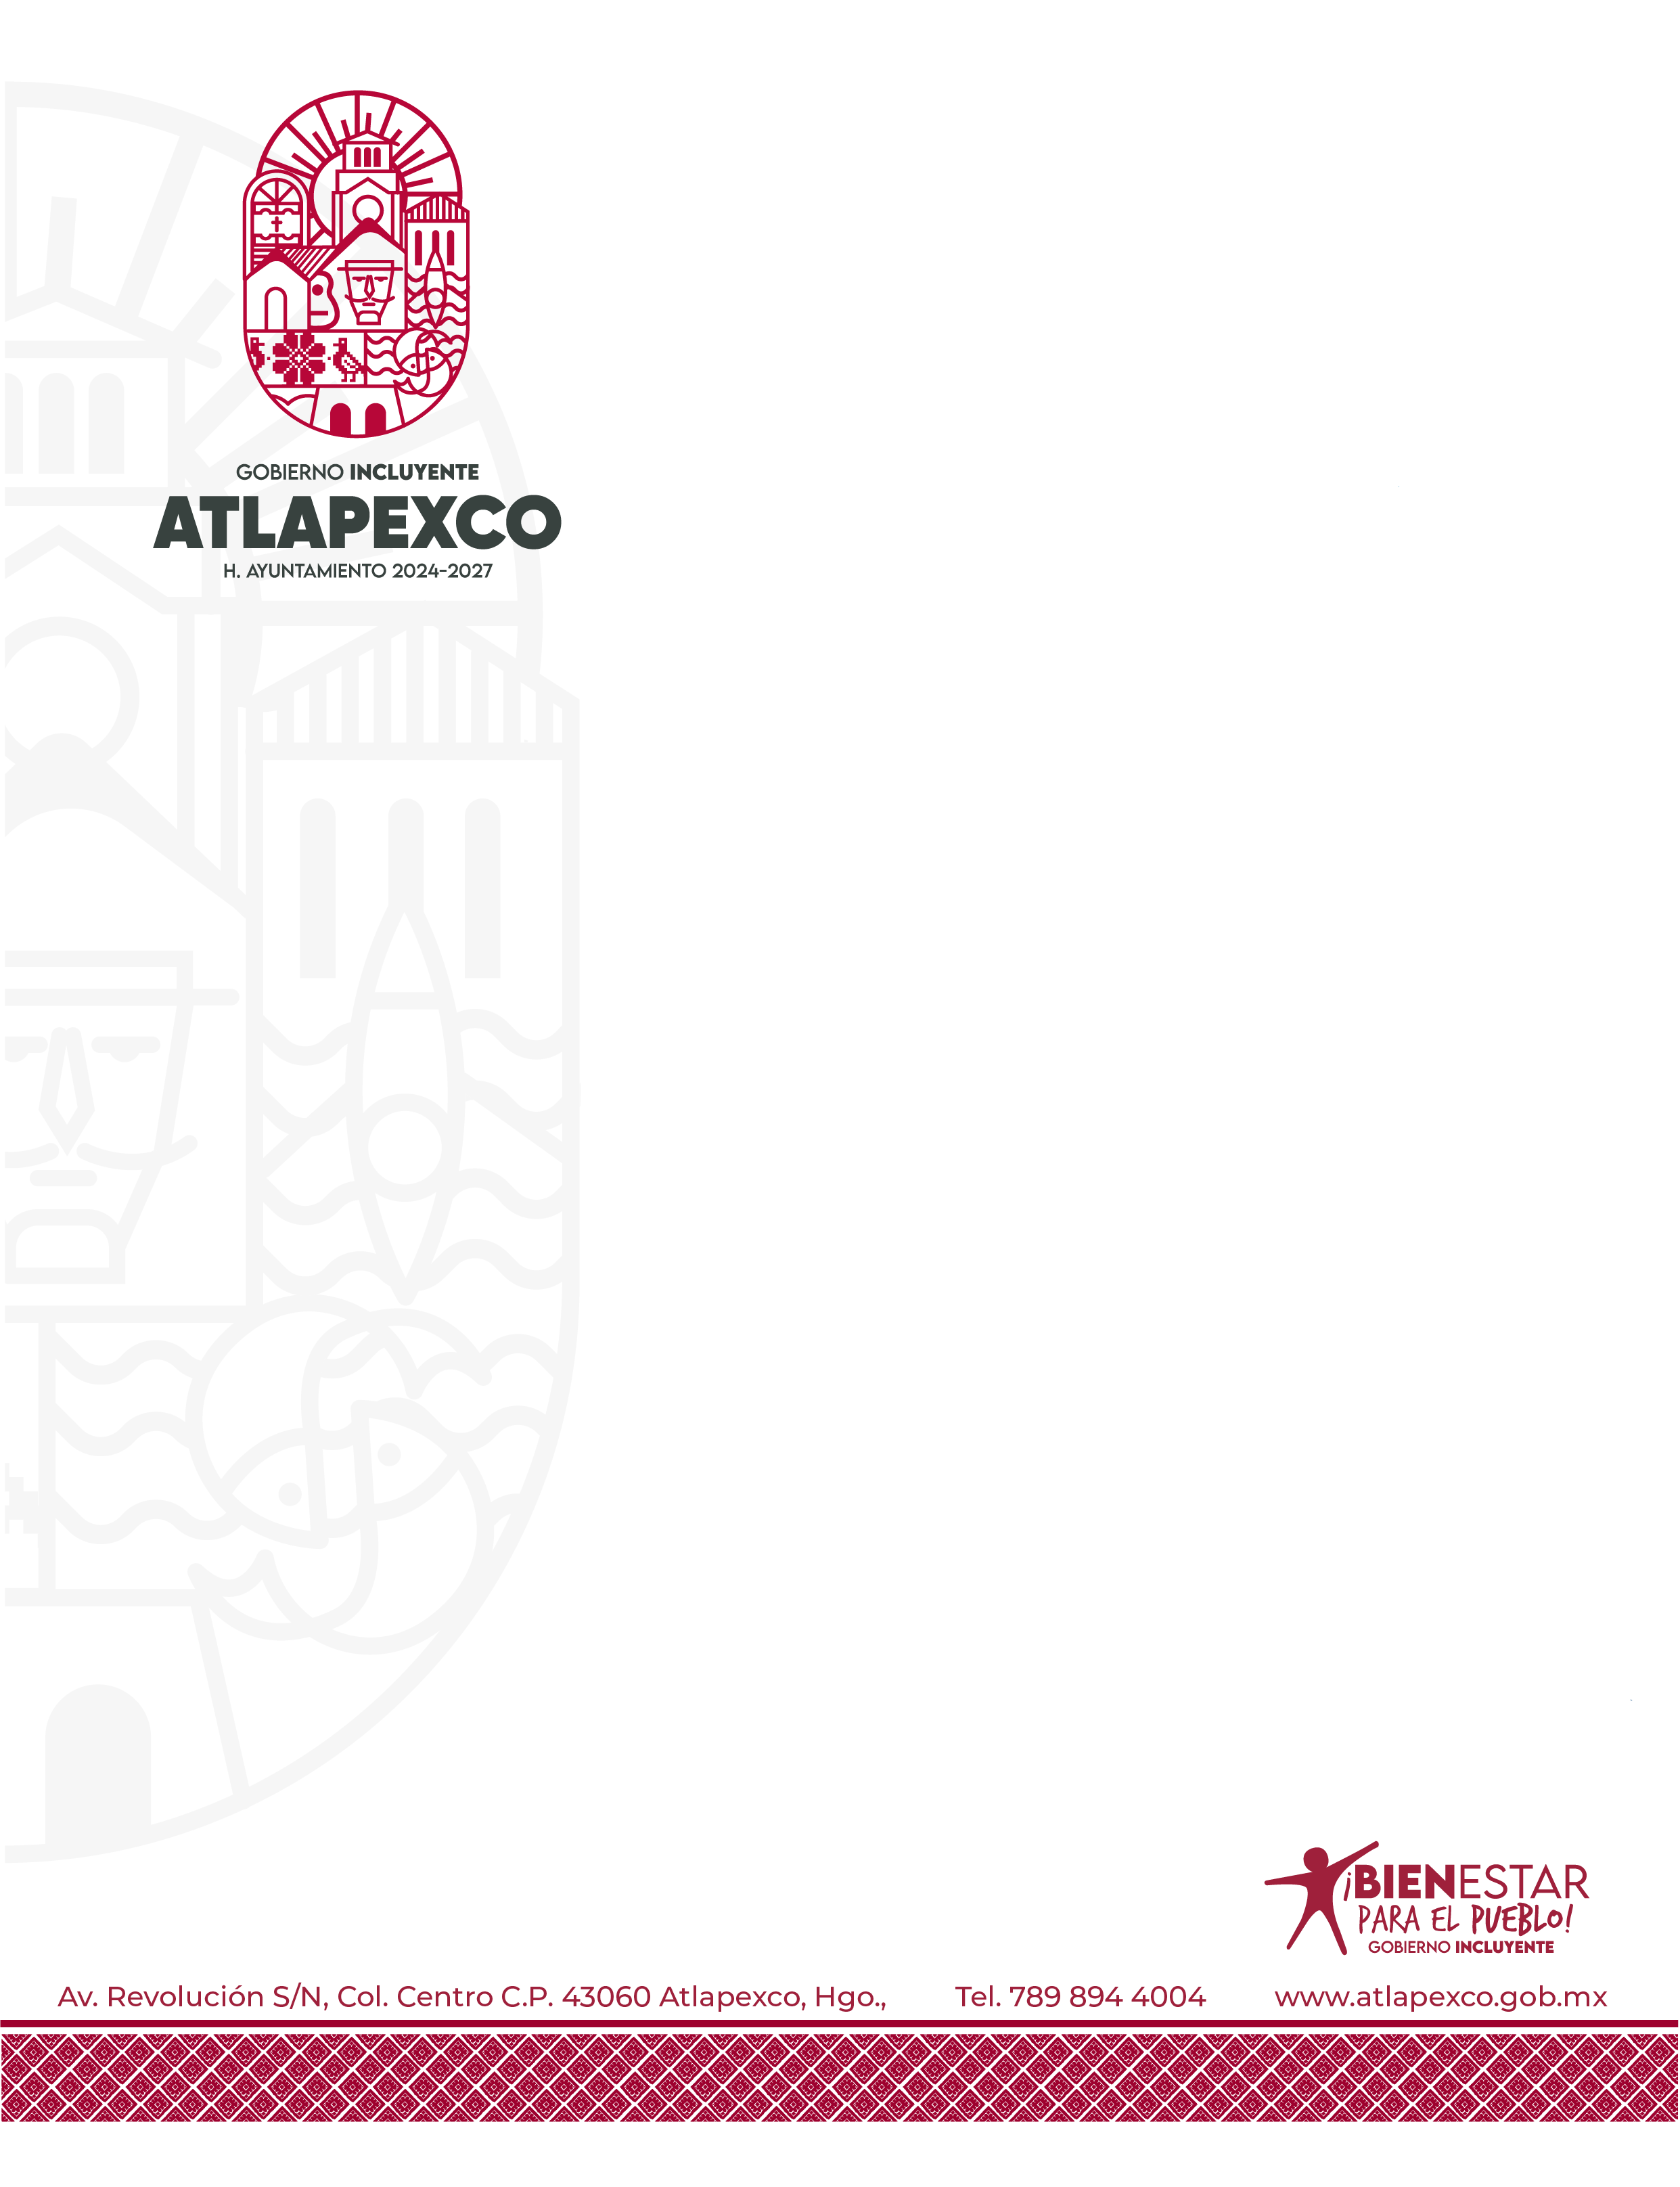 GOBIERNO INCLUYENTE
ATLAPEXCO
H. AYUNTAMIENTO 2024-2027
¡BIENESTAR
PARA EL PUEBLO!
GOBIERNO INCLUYENTE
Av. Revolución S/N, Col. Centro C.P. 43060 Atlapexco, Hgo., Tel. 789 894 4004 www.atlapexco.gob.mx